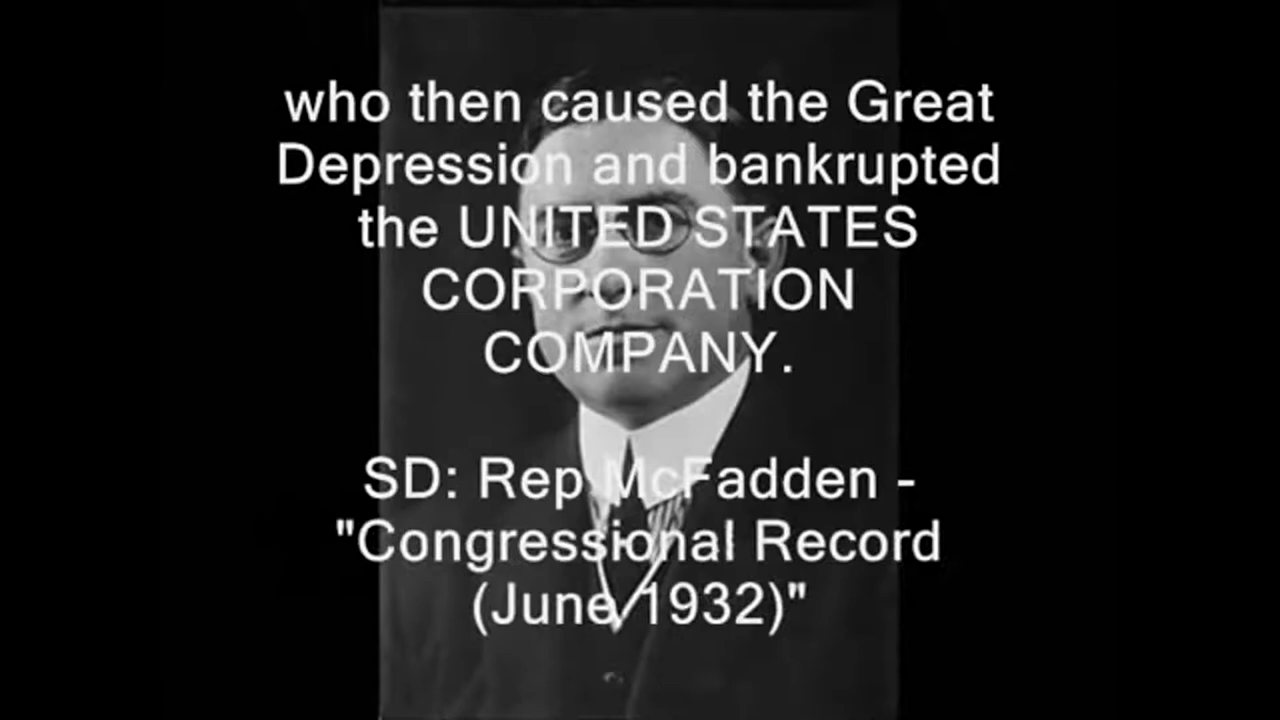 who then caused the Great
Depression and bankrupted
the UNITED STATES
CORPORATION
COMPANY.
SD: Rep McFadden -
"Congressional Record
(June 1932)"